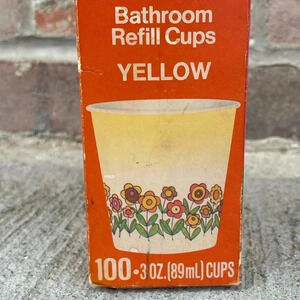 Bathroom
Refill Cups
YELLOW
100•3 OZ. (89mL) CUPS